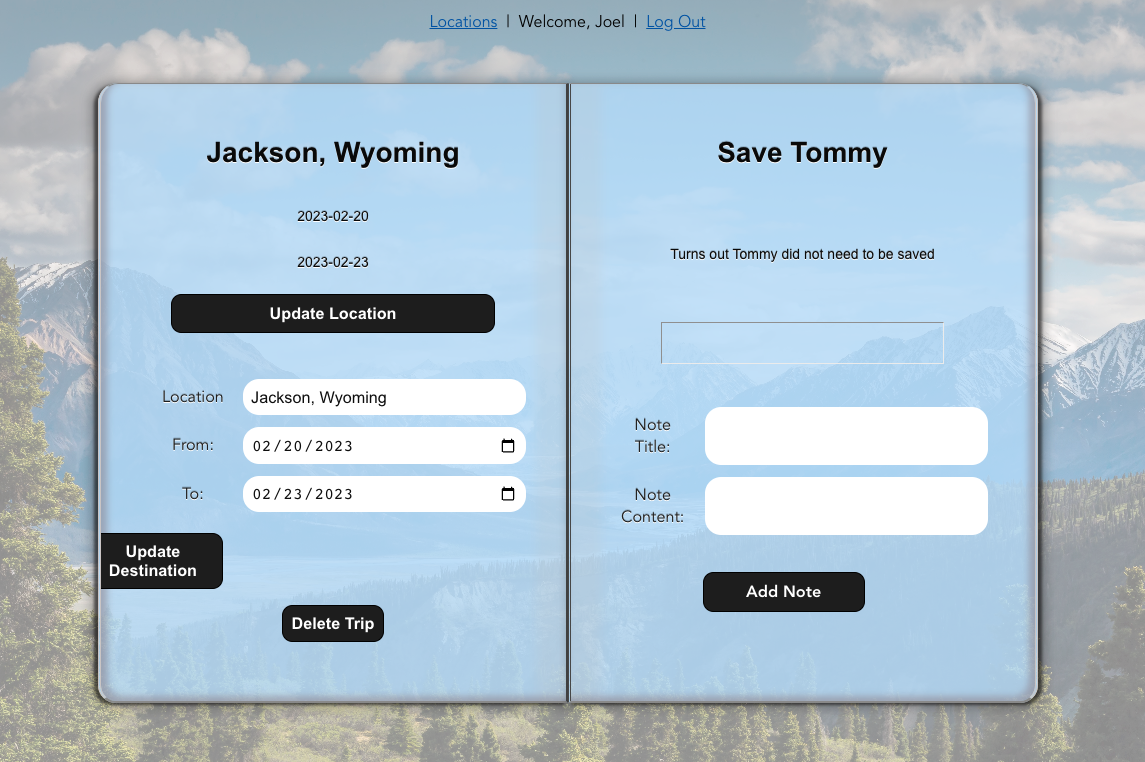 Locations | Welcome, Joel | Log Out
Jackson, Wyoming
2023-02-20
2023-02-23
Update Location
Location
Jackson, Wyoming
From:
02/20/2023
To:
02/23/2023
Update
Destination
Delete Trip
Save Tommy
Turns out Tommy did not need to be saved
Note
Title:
Note
Content:
Add Note